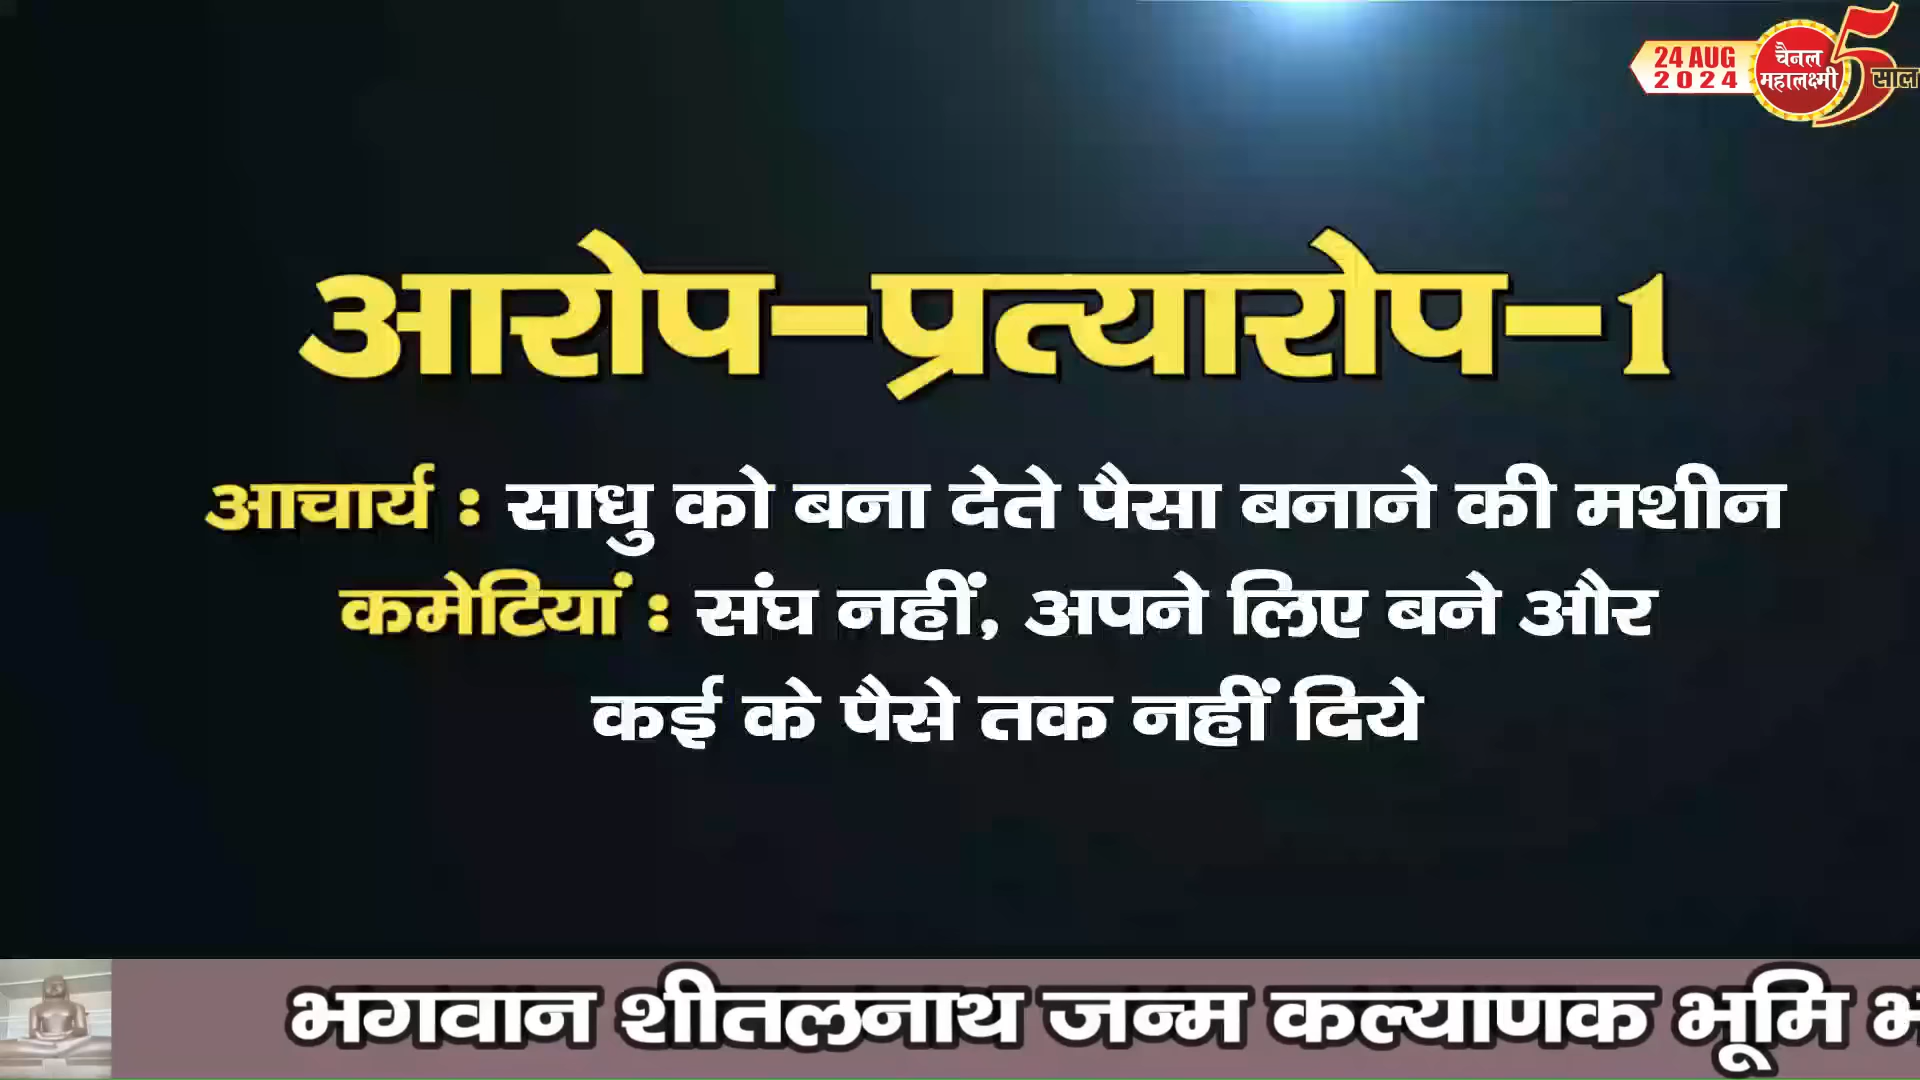 24 AUG
2024
चैनल
महालक्ष्मी
5
साल
आरोप-प्रत्यारोप-1
आचार्य : साधु को बना देते पैसा बनाने की मशीन
कमेटियां : संघ नहीं, अपने लिए बने और
कई के पैसे तक नहीं दिये
भगवान शीतलनाथ जन्म कल्याणक भूमि